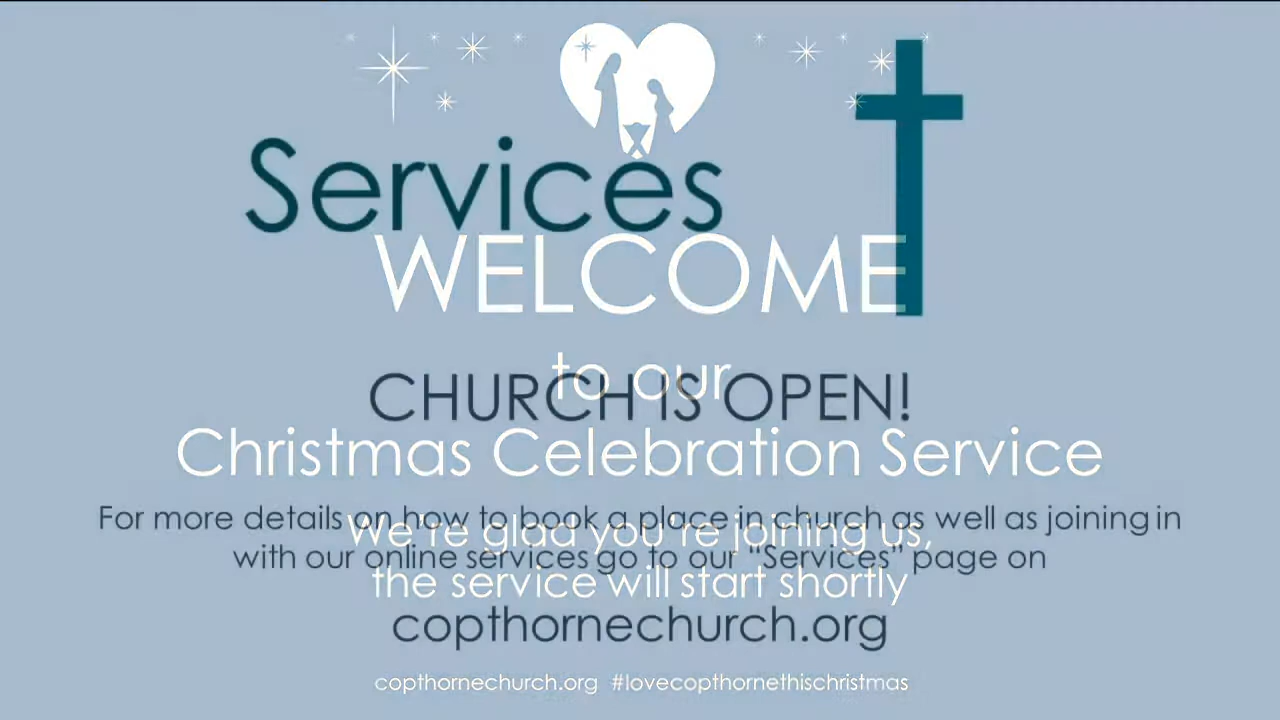 Services
WELCOME
to our
CHURCH IS OPEN!
Christmas Celebration Service
For more details on how to book a place in church as well as joining in
We're glad you're joining us,
with our online services go to our "Services" page on
the service will start shortly
copthornechurch.org
copthornechurch.org #lovecopthornethischristmas